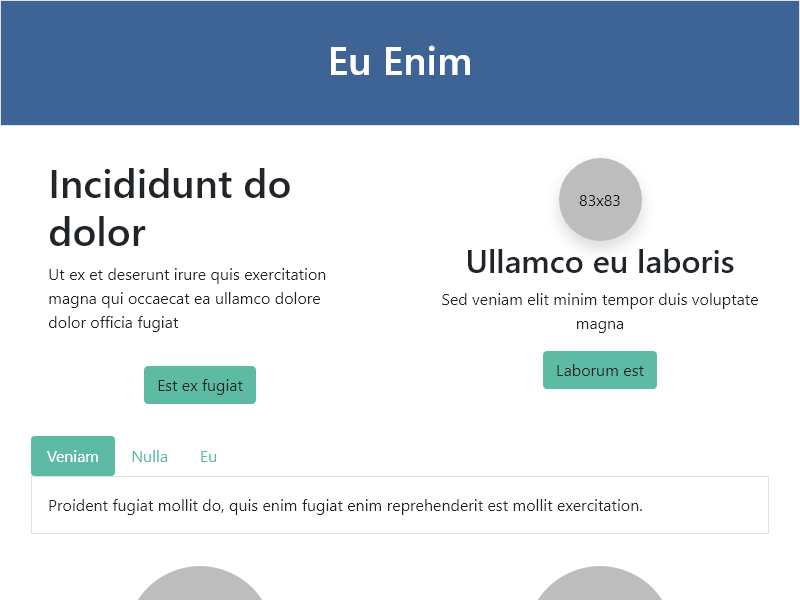 Eu Enim
Incididunt do
dolor
Ut ex et deserunt irure quis exercitation
magna qui occaecat ea ullamco dolore
dolor officia fugiat
Est ex fugiat
83x83
Ullamco eu laboris
Sed veniam elit minim tempor duis voluptate
magna
Laborum est
Veniam Nulla Eu
Proident fugiat mollit do, quis enim fugiat enim reprehenderit est mollit exercitation.